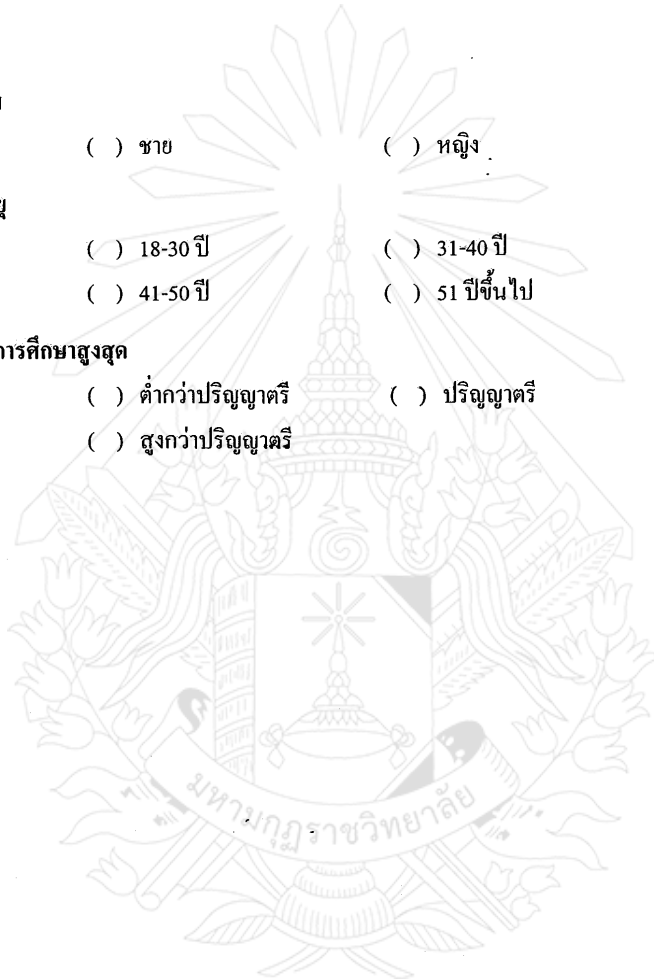 ( ) ชาย ( ) หญิง
( ) 18-30 ปี ( ) 31-40 ปี
( ) 41-50 ปี ( ) 51 ปีขึ้นไป
การศึกษาสูงสุด
( ) ต่ำกว่าปริญญาตรี ( ) ปริญญาตรี
( ) สูงกว่าปริญญาตรี
มหามกุฏราชวิทยาลัย